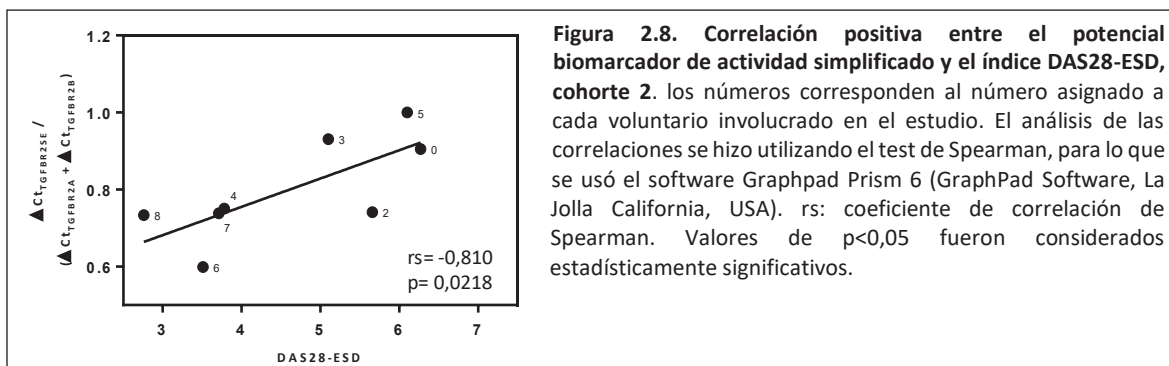 1.2
1.0
0.8
0.6
▲Ct TGFBR2SE /
(▲Ct TGFBR2A + ▲Ct TGFBR2B)
5
3
0
4
8
7
2
6
rs= -0,810
p= 0,0218
3 4 5 6 7
DAS28-ESD
Figura 2.8. Correlación positiva entre el potencial
biomarcador de actividad simplificado y el índice DAS28-ESD,
cohorte 2. los números corresponden al número asignado a
cada voluntario involucrado en el estudio. El análisis de las
correlaciones se hizo utilizando el test de Spearman, para lo que
se usó el software Graphpad Prism 6 (GraphPad Software, La
Jolla California, USA). rs: coeficiente de correlación de
Spearman. Valores de p<0,05 fueron considerados
estadísticamente significativos.